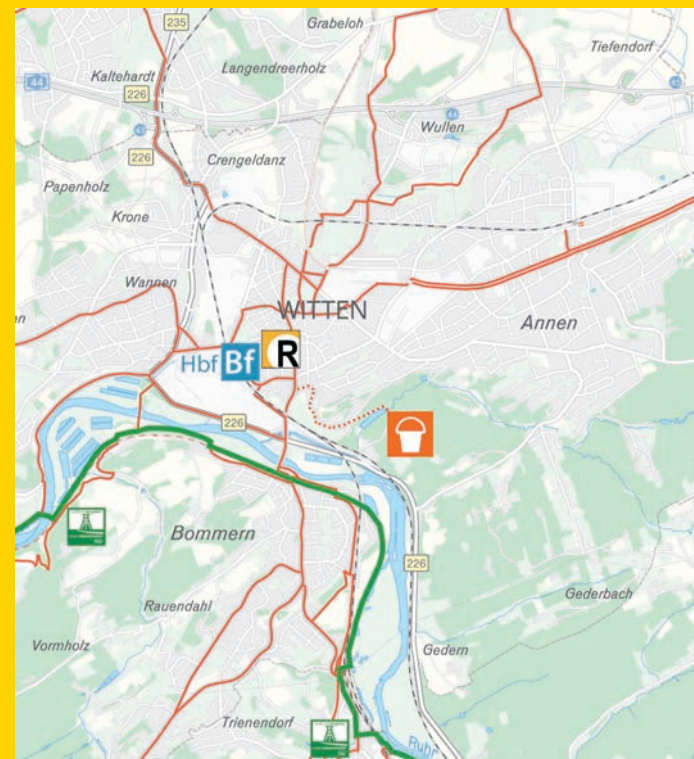 Grabeloh
235
Tiefendorf
Langendreerholz
Kaltehardt
44
226
Wullen
226
Crengeldanz
Papenholz
Krone
Wannen
en
WITTEN
Annen
R
Hbf Bf
226
Bommern
226
Gederbach
Rauendahl
Vormholz
Gedern
Trienendorf
Ruhr